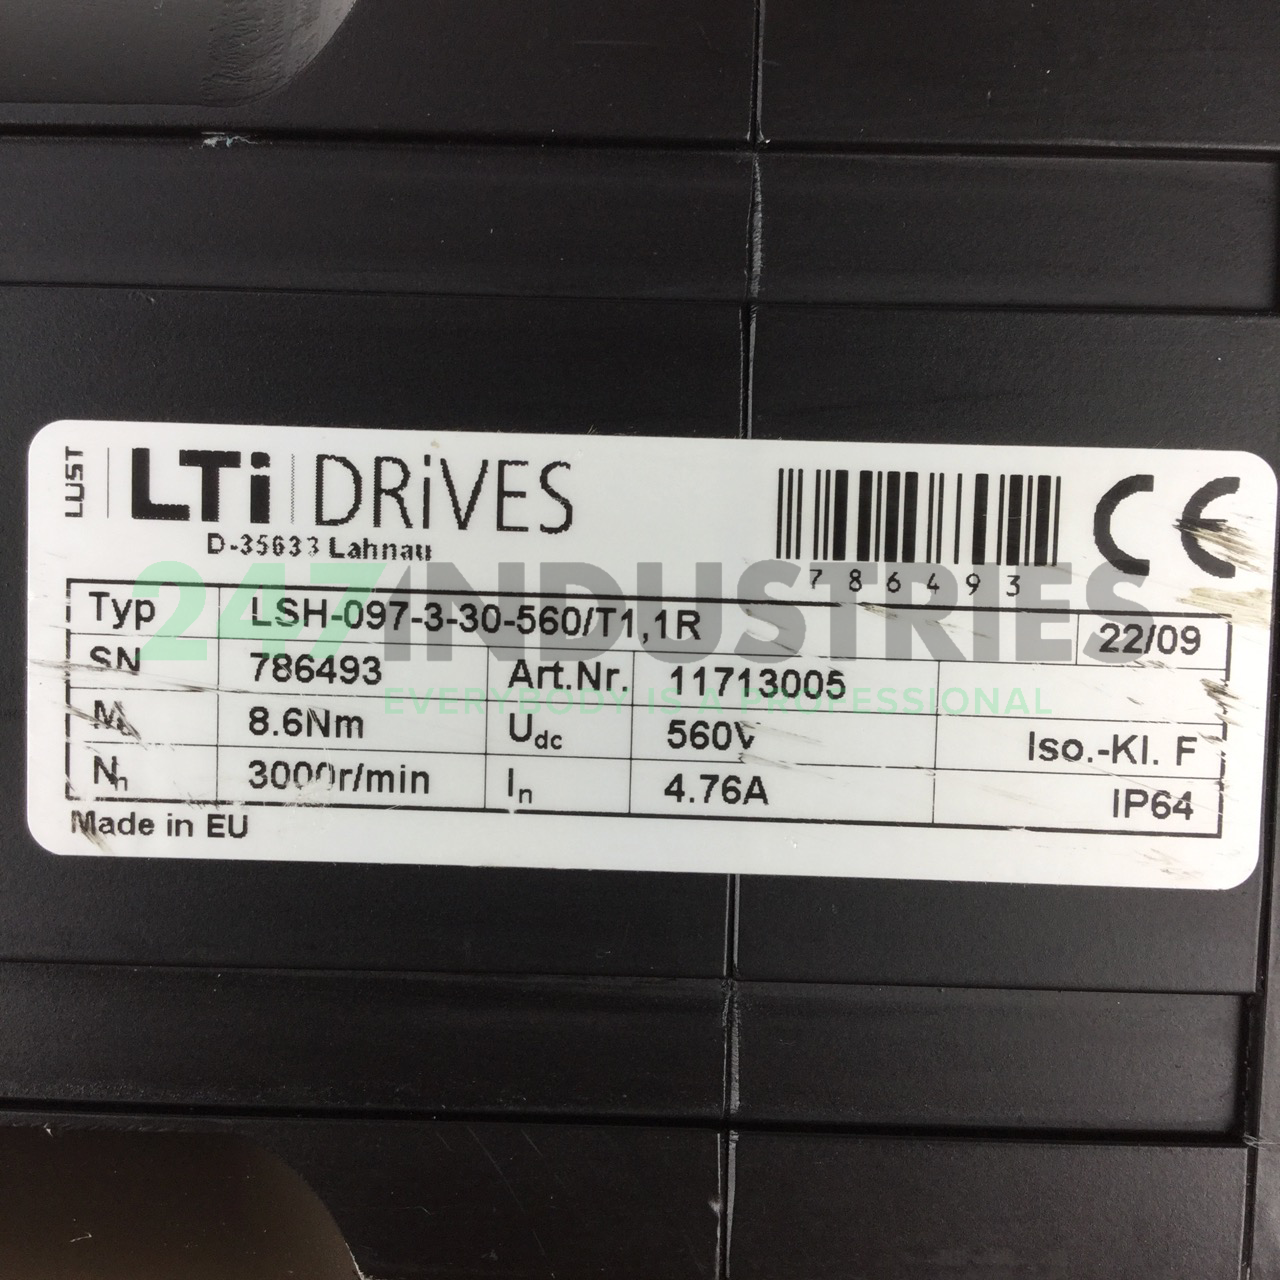 LUST LTi DRiVES
D-35633 Lahnau
786493
CE
247INDUSTRIES
EVERYBODY IS A PROFESSIONAL
Typ LSH-097-3-30-560/T1,1R 22/09
SN 786493 Art.Nr. 11713005
8.6Nm Udc 560V Iso.-Kl. F
Nn 3000r/min In 4.76A IP64
Made in EU